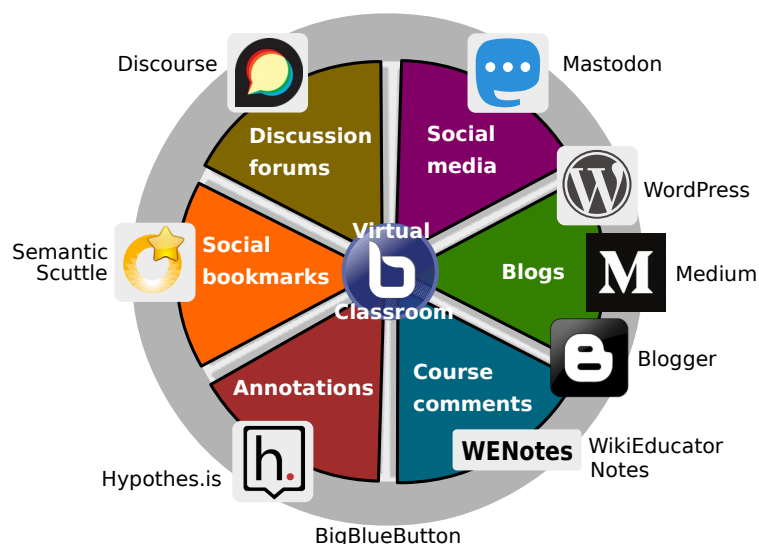 Discourse
Mastodon
Discussion
forums
Social
media
WordPress
Semantic
Scuttle
Social
bookmarks
Virtual
b
Classroom
Blogs
M
Medium
Blogger
Annotations
Course
comments
WENotes
WikiEducator
Notes
h.
Hypothes.is
BigBlueButton
W
B